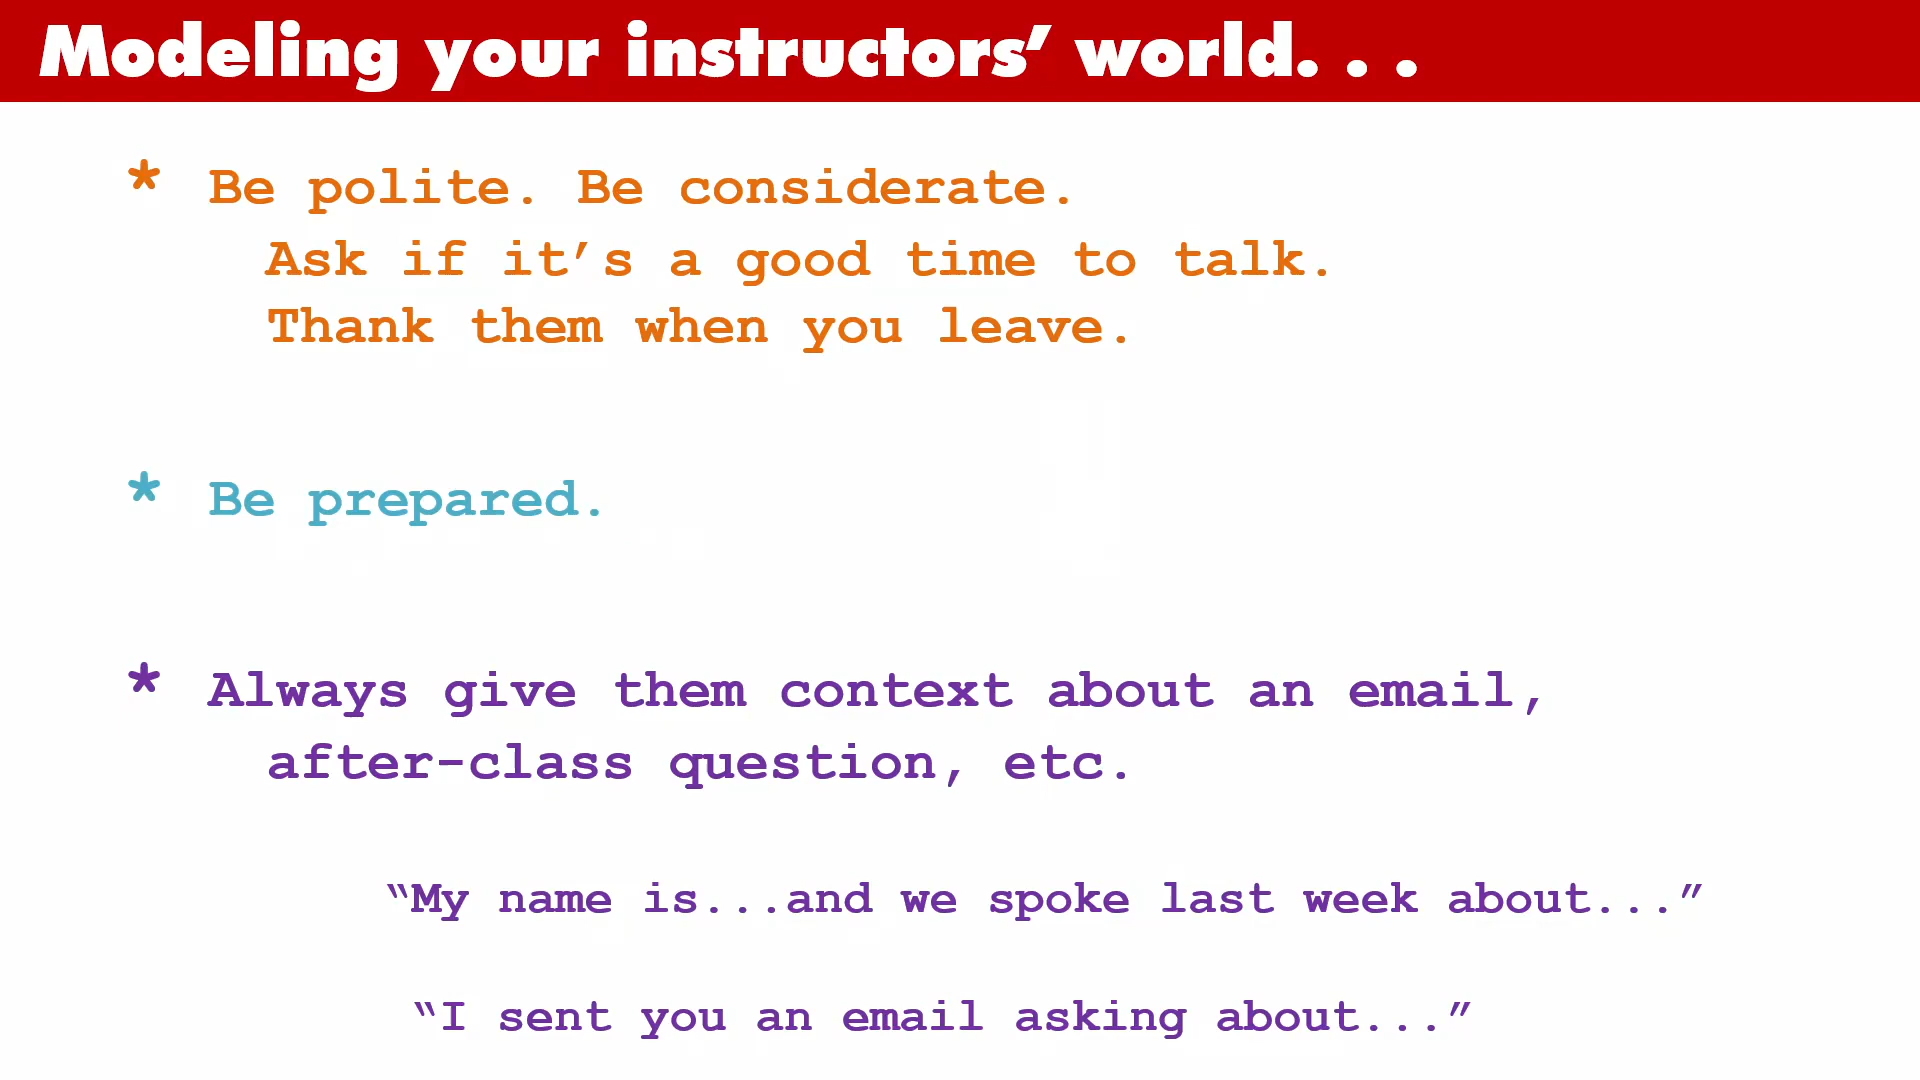 Modeling your instructors’ world. . .
* Be polite. Be considerate.
Ask if it’s a good time to talk.
Thank them when you leave.
* Be prepared.
* Always give them context about an email,
after-class question, etc.
“My name is...and we spoke last week about...”
“I sent you an email asking about...”